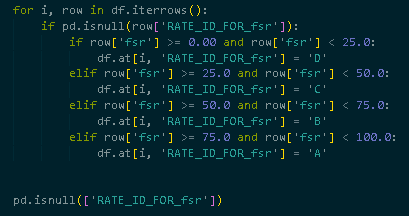 for i, row in df.iterrows():
    if pd.isnull(row['RATE_ID_FOR_fsr']):
        if row['fsr'] >= 0.00 and row['fsr'] < 25.0:
            df.at[i, 'RATE_ID_FOR_fsr'] = 'D'
        elif row['fsr'] >= 25.0 and row['fsr'] < 50.0:
            df.at[i, 'RATE_ID_FOR_fsr'] = 'C'
        elif row['fsr'] >= 50.0 and row['fsr'] < 75.0:
            df.at[i, 'RATE_ID_FOR_fsr'] = 'B'
        elif row['fsr'] >= 75.0 and row['fsr'] < 100.0:
            df.at[i, 'RATE_ID_FOR_fsr'] = 'A'
pd.isnull(['RATE_ID_FOR_fsr'])